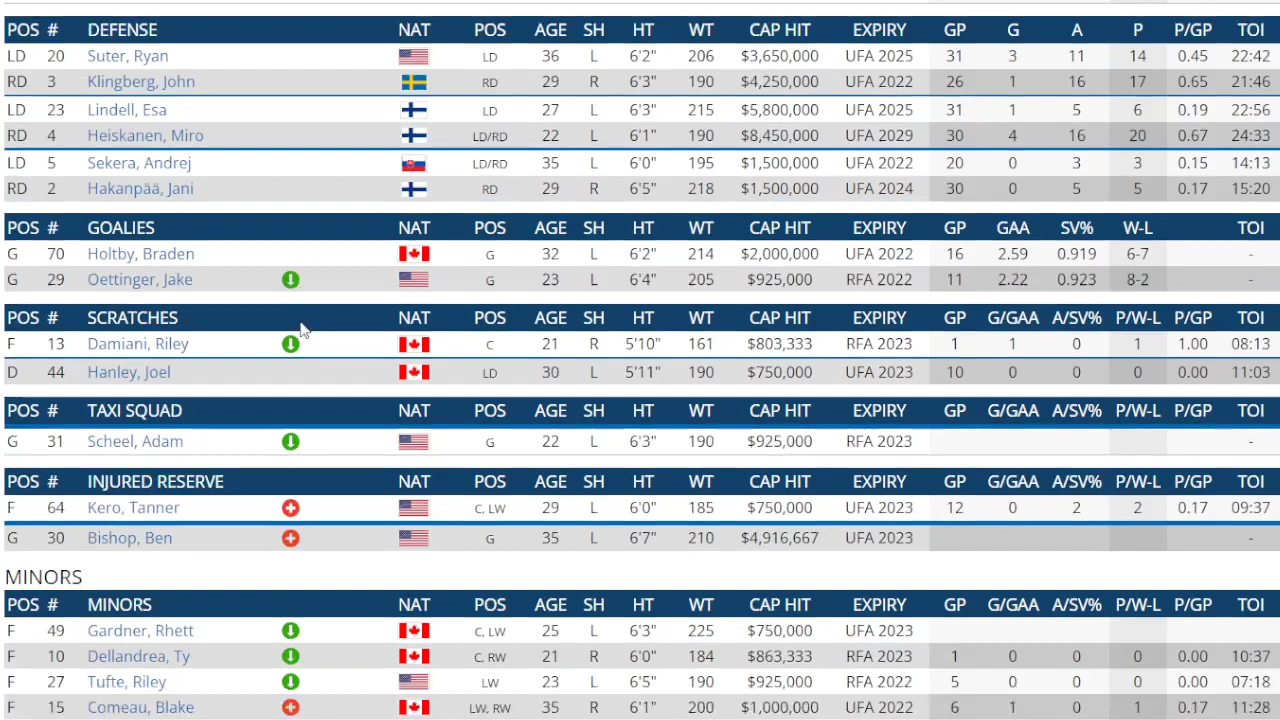 POS # DEFENSE NAT POS AGE SH HT WT CAP HIT EXPIRY GP G A P P/GP TOI
LD 20 Suter, Ryan LD 36 L 6'2" 206 $3,650,000 UFA 2025 31 3 11 14 0.45 22:42
RD 3 Klingberg, John RD 29 R 6'3" 190 $4,250,000 UFA 2022 26 1 16 17 0.65 21:46
LD 23 Lindell, Esa LD 27 L 6'3" 215 $5,800,000 UFA 2025 31 1 5 6 0.19 22:56
RD 4 Heiskanen, Miro LD/RD 22 L 6'1" 190 $8,450,000 UFA 2029 30 4 16 20 0.67 24:33
LD 5 Sekera, Andrej LD/RD 35 L 6'0" 195 $1,500,000 UFA 2022 20 0 3 3 0.15 14:13
RD 2 Hakanpää, Jani RD 29 R 6'5" 218 $1,500,000 UFA 2024 30 0 5 5 0.17 15:20
POS # GOALIES NAT POS AGE SH HT WT CAP HIT EXPIRY GP GAA SV% W-L TOI
G 70 Holtby, Braden G 32 L 6'2" 214 $2,000,000 UFA 2022 16 2.59 0.919 6-7 -
G 29 Oettinger, Jake G 23 L 6'4" 205 $925,000 RFA 2022 11 2.22 0.923 8-2 -
POS # SCRATCHES NAT POS AGE SH HT WT CAP HIT EXPIRY GP G/GAA A/SV% P/W-L P/GP TOI
F 13 Damiani, Riley C 21 R 5'10" 161 $803,333 RFA 2023 1 1 0 1 1.00 08:13
D 44 Hanley, Joel LD 30 L 5'11" 190 $750,000 UFA 2023 10 0 0 0 0.00 11:03
POS # TAXI SQUAD NAT POS AGE SH HT WT CAP HIT EXPIRY GP G/GAA A/SV% P/W-L P/GP TOI
G 31 Scheel, Adam G 22 L 6'3" 190 $925,000 RFA 2023 -
POS # INJURED RESERVE NAT POS AGE SH HT WT CAP HIT EXPIRY GP G/GAA A/SV% P/W-L P/GP TOI
F 64 Kero, Tanner C, LW 29 L 6'0" 185 $750,000 UFA 2023 12 0 2 2 0.17 09:37
G 30 Bishop, Ben G 35 L 6'7" 210 $4,916,667 UFA 2023 -
MINORS
POS # MINORS NAT POS AGE SH HT WT CAP HIT EXPIRY GP G/GAA A/SV% P/W-L P/GP TOI
F 49 Gardner, Rhett C, LW 25 L 6'3" 225 $750,000 UFA 2023
F 10 Dellandrea, Ty C, RW 21 R 6'0" 184 $863,333 RFA 2023 1 0 0 0 0.00 10:37
F 27 Tufte, Riley LW 23 L 6'5" 190 $925,000 RFA 2022 5 0 0 0 0.00
F 15 Comeau, Blake LW, RW 35 R 6'1" 200 $1,000,000 UFA 2022 6 1 0 1 0.17 11:28